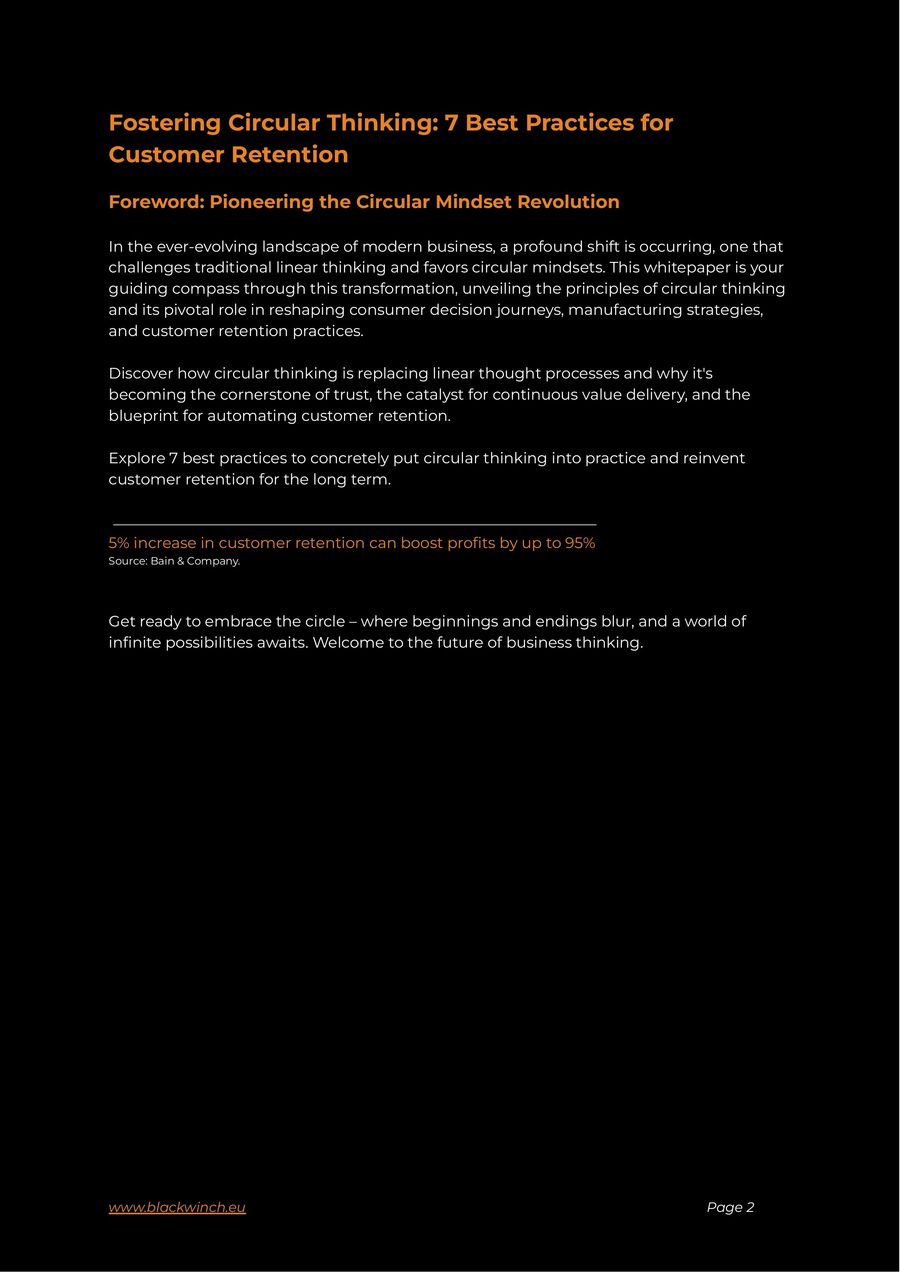 Fostering Circular Thinking: 7 Best Practices for
Customer Retention
Foreword: Pioneering the Circular Mindset Revolution
In the ever-evolving landscape of modern business, a profound shift is occurring, one that
challenges traditional linear thinking and favors circular mindsets. This whitepaper is your
guiding compass through this transformation, unveiling the principles of circular thinking
and its pivotal role in reshaping consumer decision journeys, manufacturing strategies,
and customer retention practices.
Discover how circular thinking is replacing linear thought processes and why it's
becoming the cornerstone of trust, the catalyst for continuous value delivery, and the
blueprint for automating customer retention.
Explore 7 best practices to concretely put circular thinking into practice and reinvent
customer retention for the long term.
5% increase in customer retention can boost profits by up to 95%
Source: Bain & Company.
Get ready to embrace the circle – where beginnings and endings blur, and a world of
infinite possibilities awaits. Welcome to the future of business thinking.
www.blackwinch.eu
Page 2